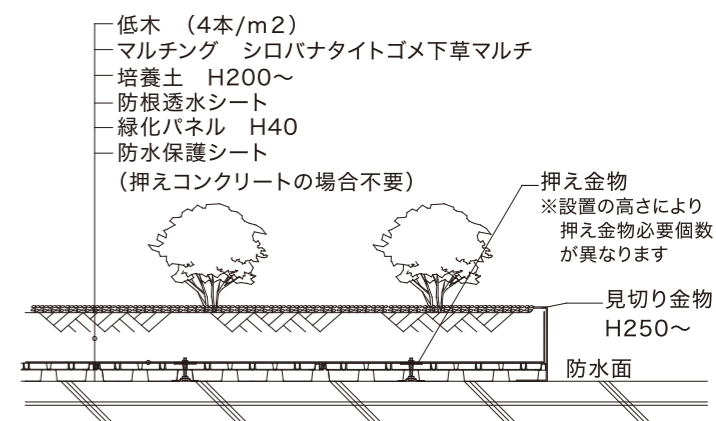 低木　（4本/m2）
マルチング　シロバナタイトゴメ下草マルチ
培養土　H200～
防根透水シート
緑化パネル　H40
防水保護シート
（押えコンクリートの場合不要）
押え金物
※設置の高さにより
押え金物必要個数
が異なります
見切り金物
H250～
防水面